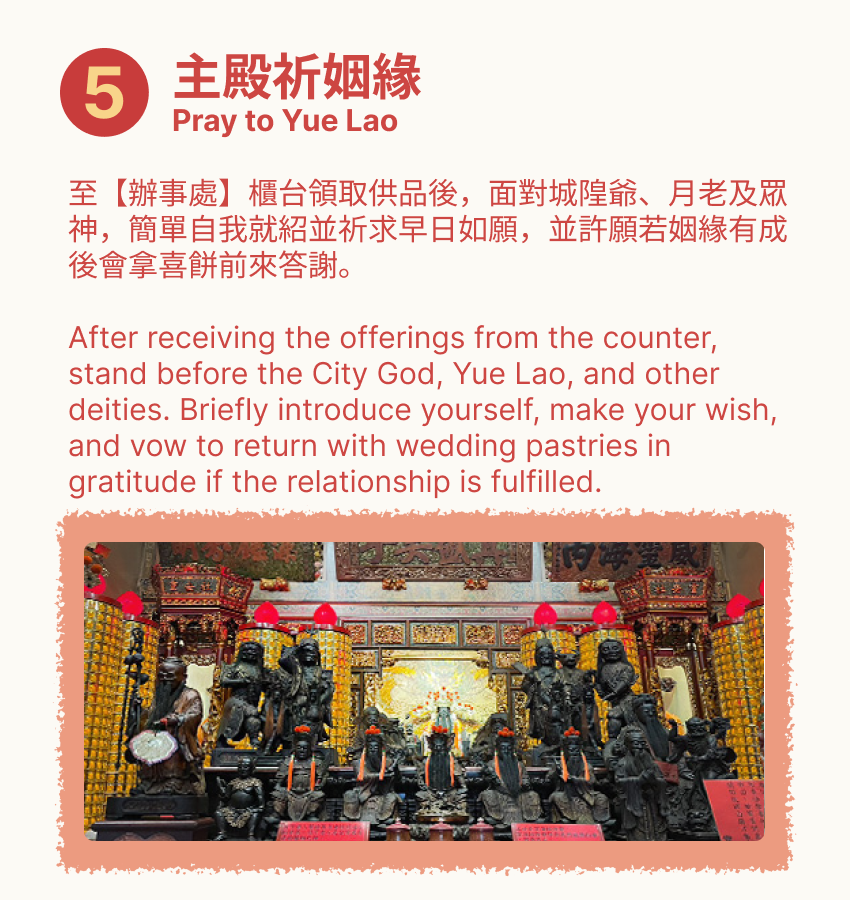 5
主殿祈姻緣
Pray to Yue Lao
至【辦事處】櫃台領取供品後，面對城隍爺、月老及眾
神，簡單自我就紹並祈求早日如願，並許願若姻緣有成
後會拿喜餅前來答謝。
After receiving the offerings from the counter,
stand before the City God, Yue Lao, and other
deities. Briefly introduce yourself, make your wish,
and vow to return with wedding pastries in
gratitude if the relationship is fulfilled.